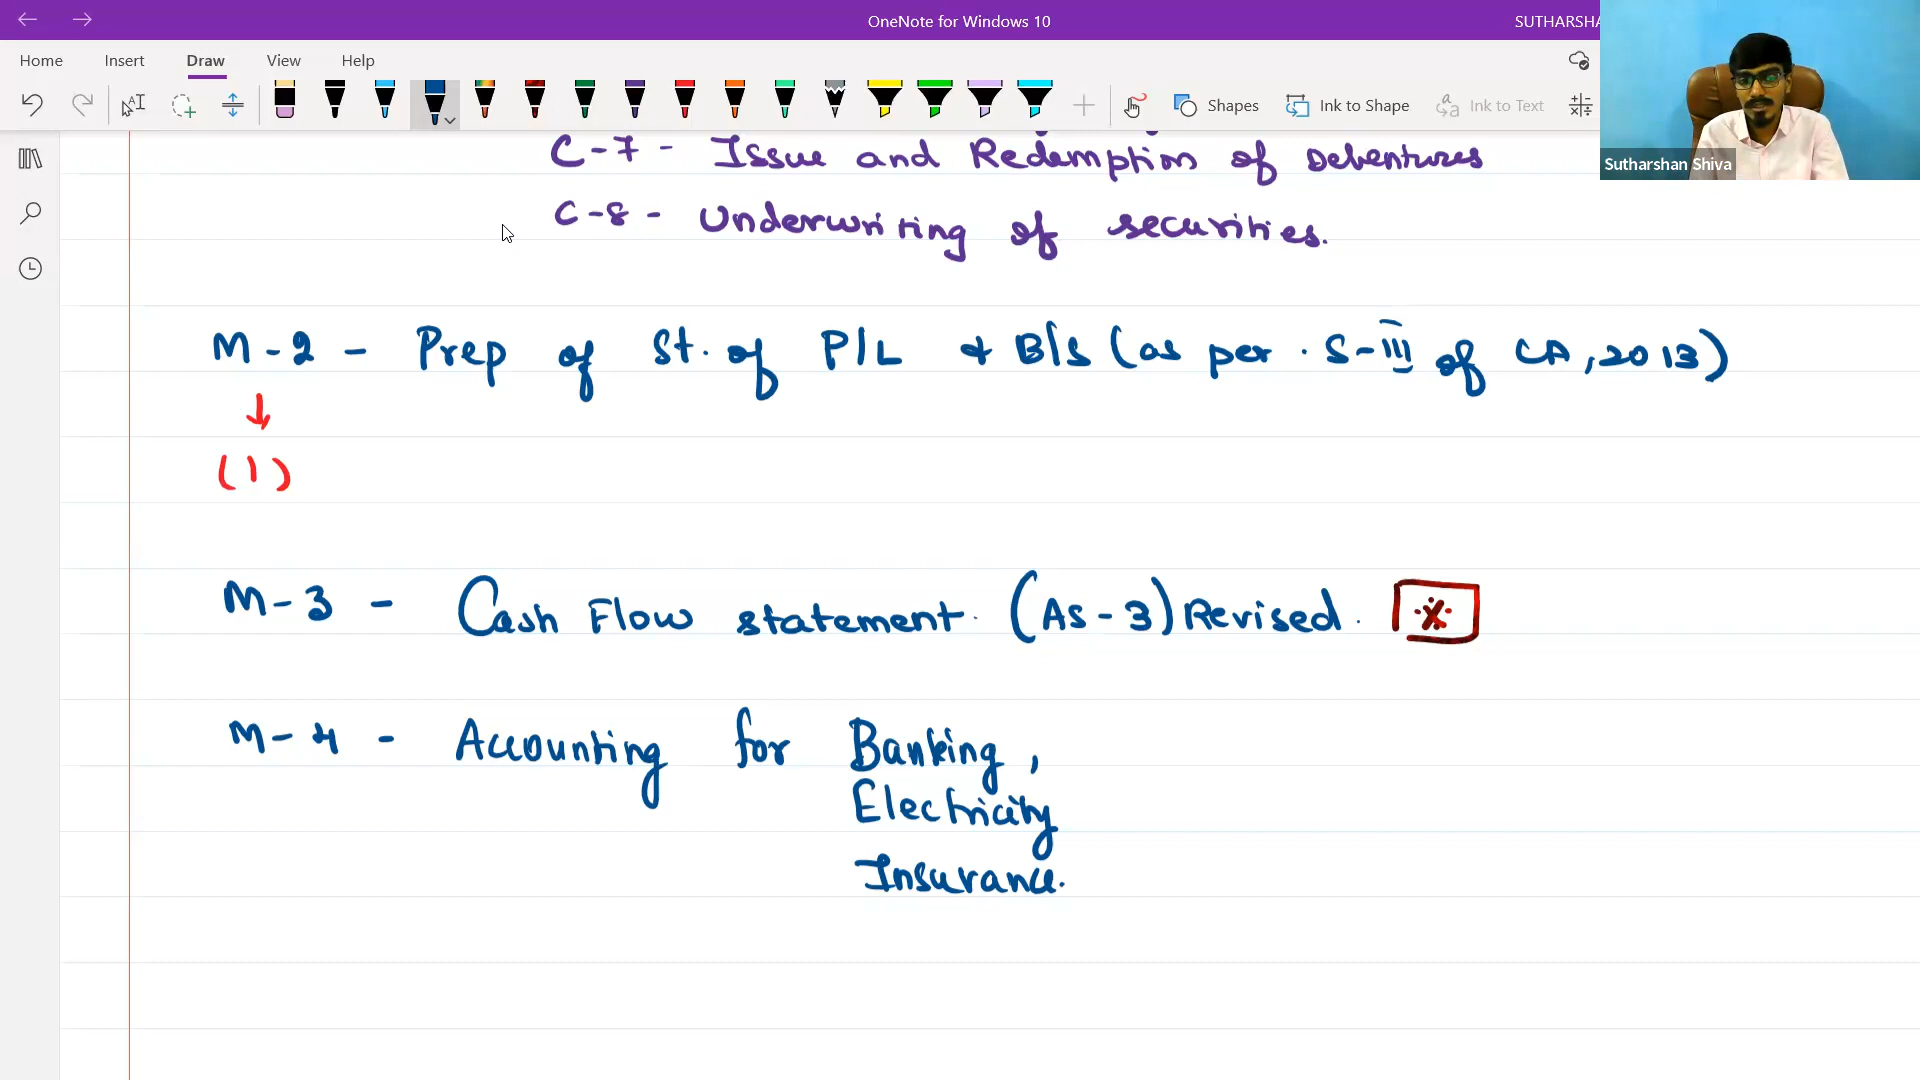 OneNote for Windows 10
SUTHARSHA
Home Insert Draw View Help
Shapes Ink to Shape Ink to Text
Sutharshan Shiva
C-7 - Issue and Redemption of Debentures
C-8 - Underwriting of securities.
M-2 - Prep of St. of P/L & B/S (as per . S-III of CA, 2013)
↓
(1)
M-3 - Cash Flow statement. (AS-3) Revised.
M-4 - Accounting for Banking,
Electricity
Insurance.